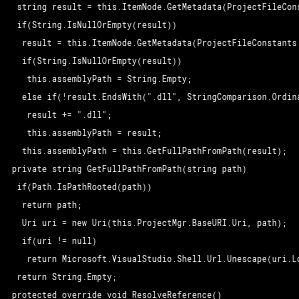 string result = this.ItemNode.GetMetadata(ProjectFileCons
if(String.IsNullOrEmpty(result))
result = this.ItemNode.GetMetadata(ProjectFileConstants
if(String.IsNullOrEmpty(result))
this.assemblyPath = String.Empty;
else if(!result.EndsWith(".dll", StringComparison.Ordina
result += ".dll";
this.assemblyPath = result;
this.assemblyPath = this.GetFullPathFromPath(result);
private string GetFullPathFromPath(string path)
if(Path.IsPathRooted(path))
return path;
Uri uri = new Uri(this.ProjectMgr.BaseURI.Uri, path);
if(uri != null)
return Microsoft.VisualStudio.Shell.Url.Unescape(uri.Lo
return String.Empty;
protected override void ResolveReference()